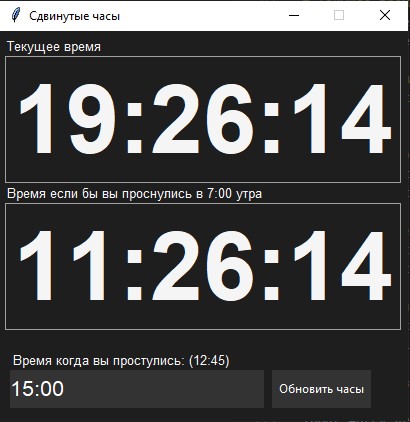 Сдвинутые часы
Текущее время
19:26:14
Время если бы вы проснулись в 7:00 утра
11:26:14
Время когда вы простулись: (12:45)
15:00
Обновить часы